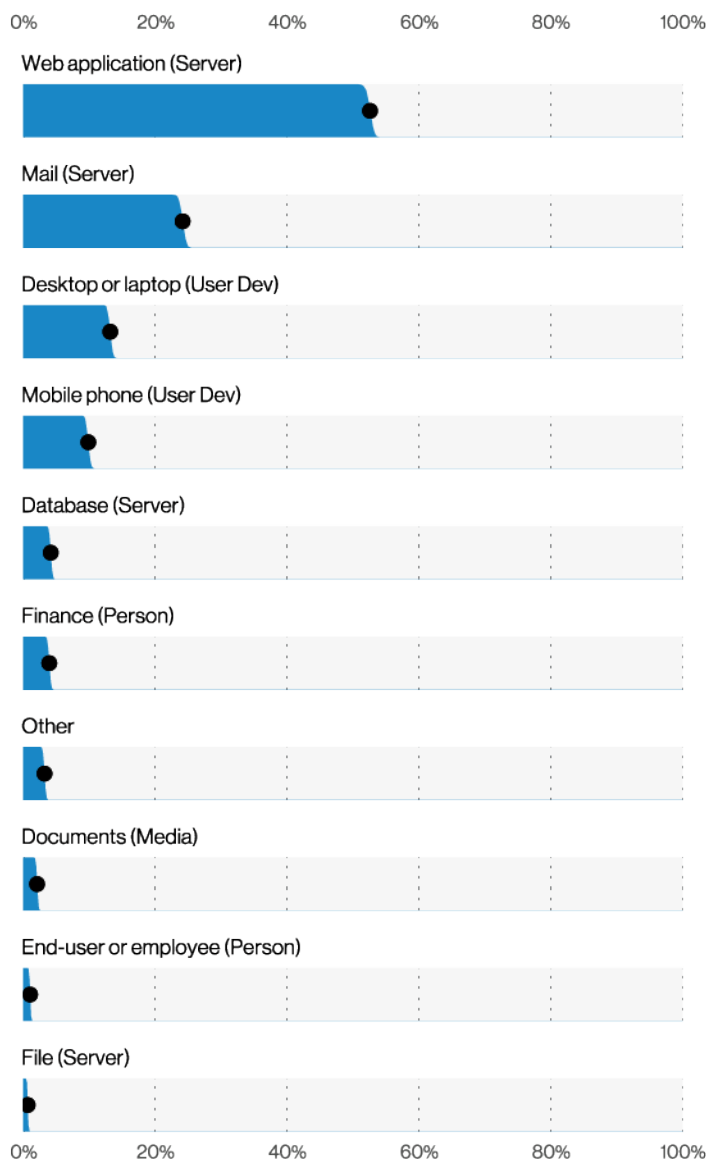 0% 20% 40% 60% 80% 100%
Web application (Server)
Mail (Server)
Desktop or laptop (User Dev)
Mobile phone (User Dev)
Database (Server)
Finance (Person)
Other
Documents (Media)
End-user or employee (Person)
File (Server)
0% 20% 40% 60% 80% 100%